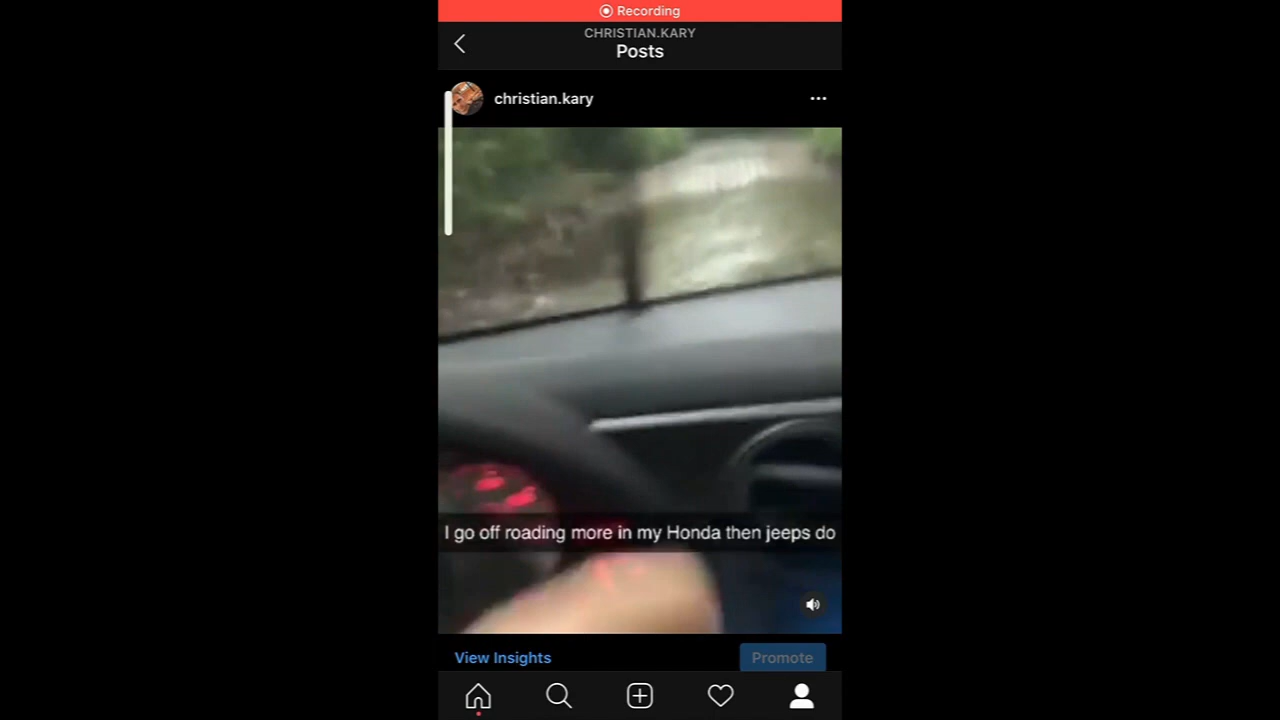 Recording
CHRISTIAN.KARY
Posts
christian.kary
I go off roading more in my Honda then jeeps do
View Insights
Promote